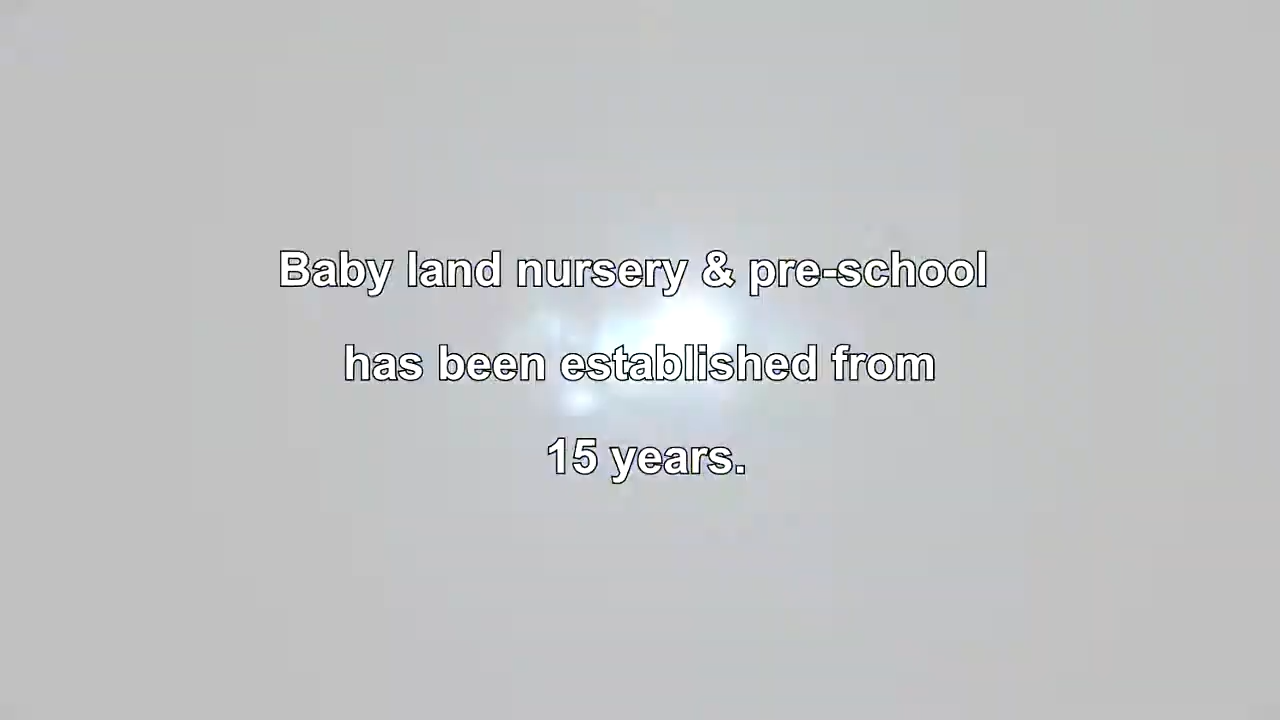 Baby land nursery & pre-school
has been established from
15 years.